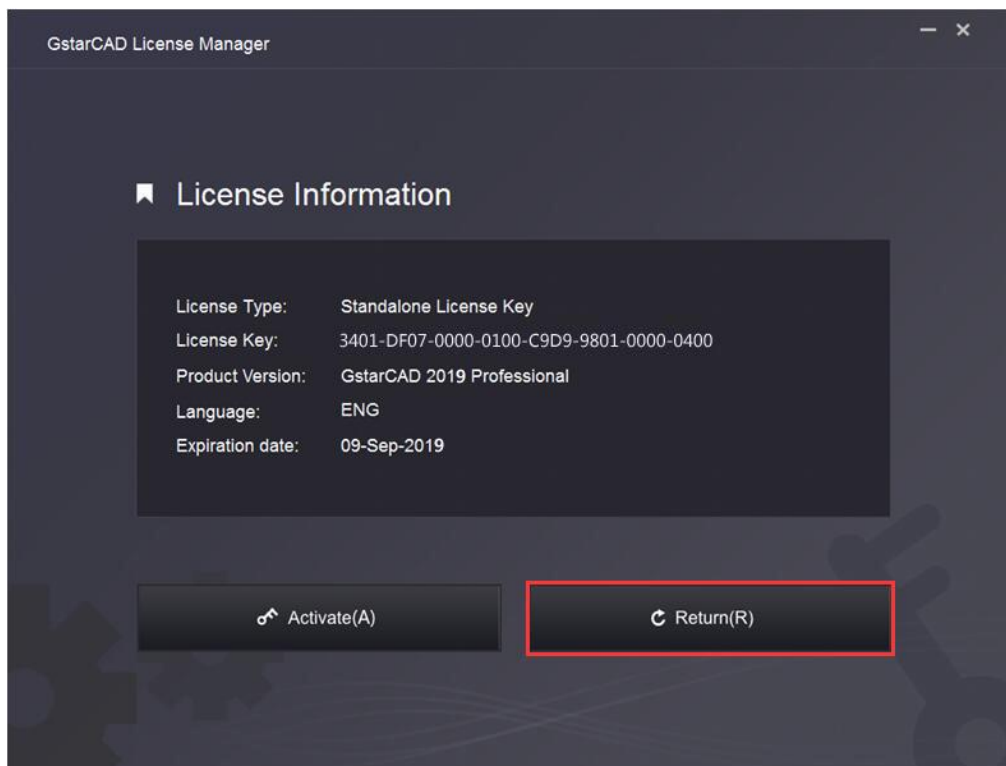 GstarCAD License Manager
License Information
License Type: Standalone License Key
License Key: 3401-DF07-0000-0100-C9D9-9801-0000-0400
Product Version: GstarCAD 2019 Professional
Language: ENG
Expiration date: 09-Sep-2019
Activate(A) Return(R)